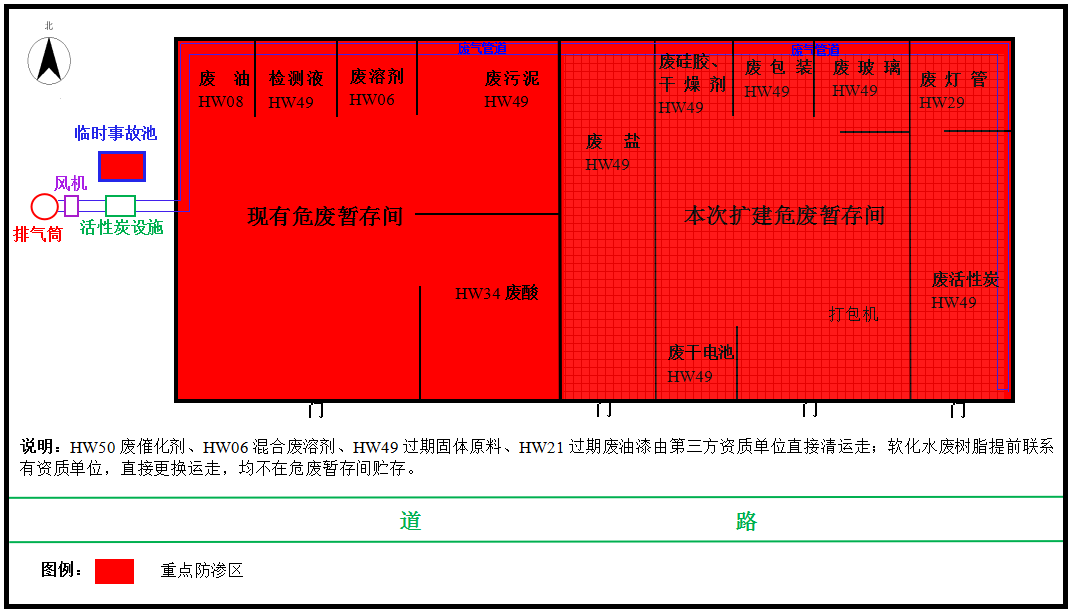 北
废气管道
废气管道
废 油
HW08
检测液
HW49
废溶剂
HW06
废污泥
HW49
废硅胶、
干 燥 剂
HW49
废 包 装
HW49
废 玻 璃
HW49
废 灯 管
HW29
临时事故池
废 盐
HW49
风机
排气筒
活性炭设施
现有危废暂存间
本次扩建危废暂存间
HW34 废酸
废活性炭
HW49
打包机
废干电池
HW49
门
门
门
门
说明：HW50 废催化剂、HW06 混合废溶剂、HW49 过期固体原料、HW21 过期废油漆由第三方资质单位直接清运走；软化水废树脂提前联系
有资质单位，直接更换运走，均不在危废暂存间贮存。
道 路
图例： 重点防渗区